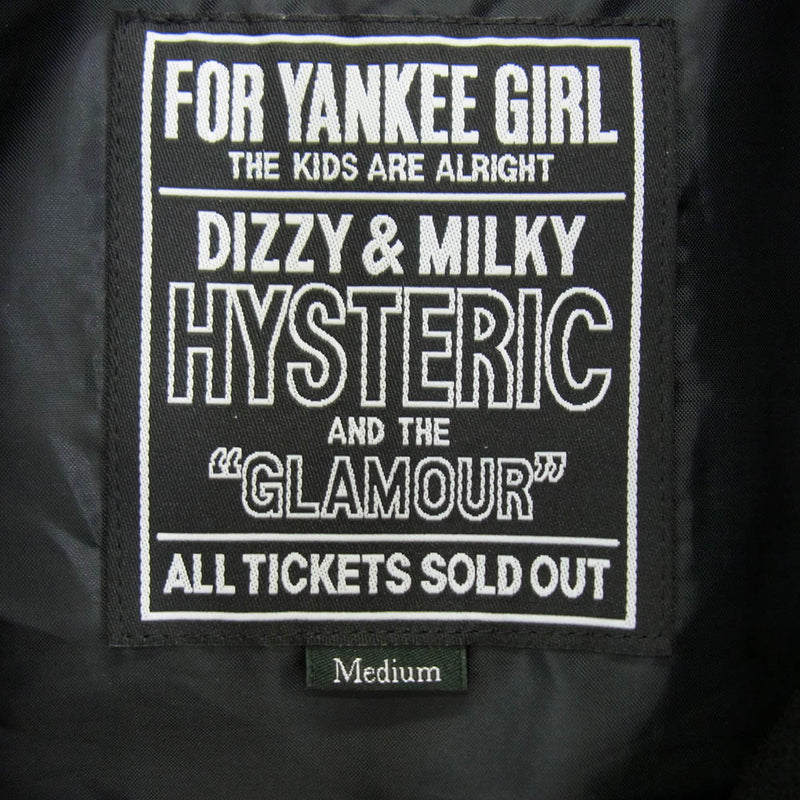 FOR YANKEE GIRL
THE KIDS ARE ALRIGHT
DIZZY & MILKY
HYSTERIC
AND THE
“GLAMOUR”
ALL TICKETS SOLD OUT
Medium